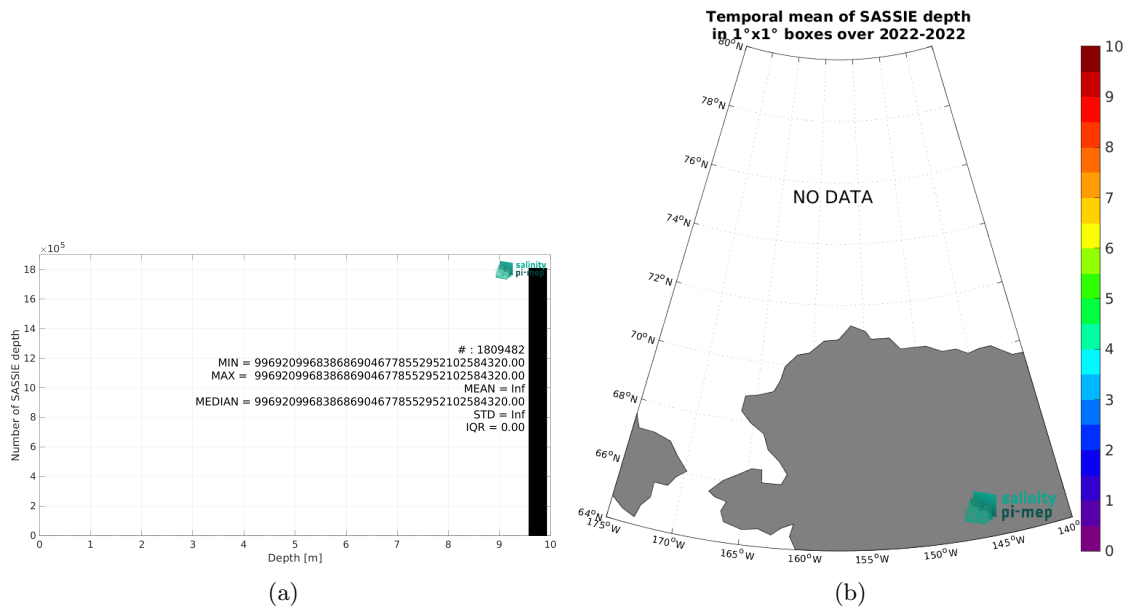 ×10^5
18
16
14
12
10
8
6
4
2
0
Number of SASSIE depth
salinity
pi-mep
# : 1809482
MIN = 9969209968386869046778552952102584320.00
MAX = 9969209968386869046778552952102584320.00
MEAN = Inf
MEDIAN = 9969209968386869046778552952102584320.00
STD = Inf
IQR = 0.00
0 1 2 3 4 5 6 7 8 9 10
Depth [m]
(a)
Temporal mean of SASSIE depth
in 1°x1° boxes over 2022-2022
80°N
78°N
76°N
74°N
72°N
70°N
68°N
66°N
64°N
NO DATA
175°W
170°W
165°W
160°W
155°W
150°W
145°W
140°
salinity
pi-mep
10
9
8
7
6
5
4
3
2
1
0
(b)